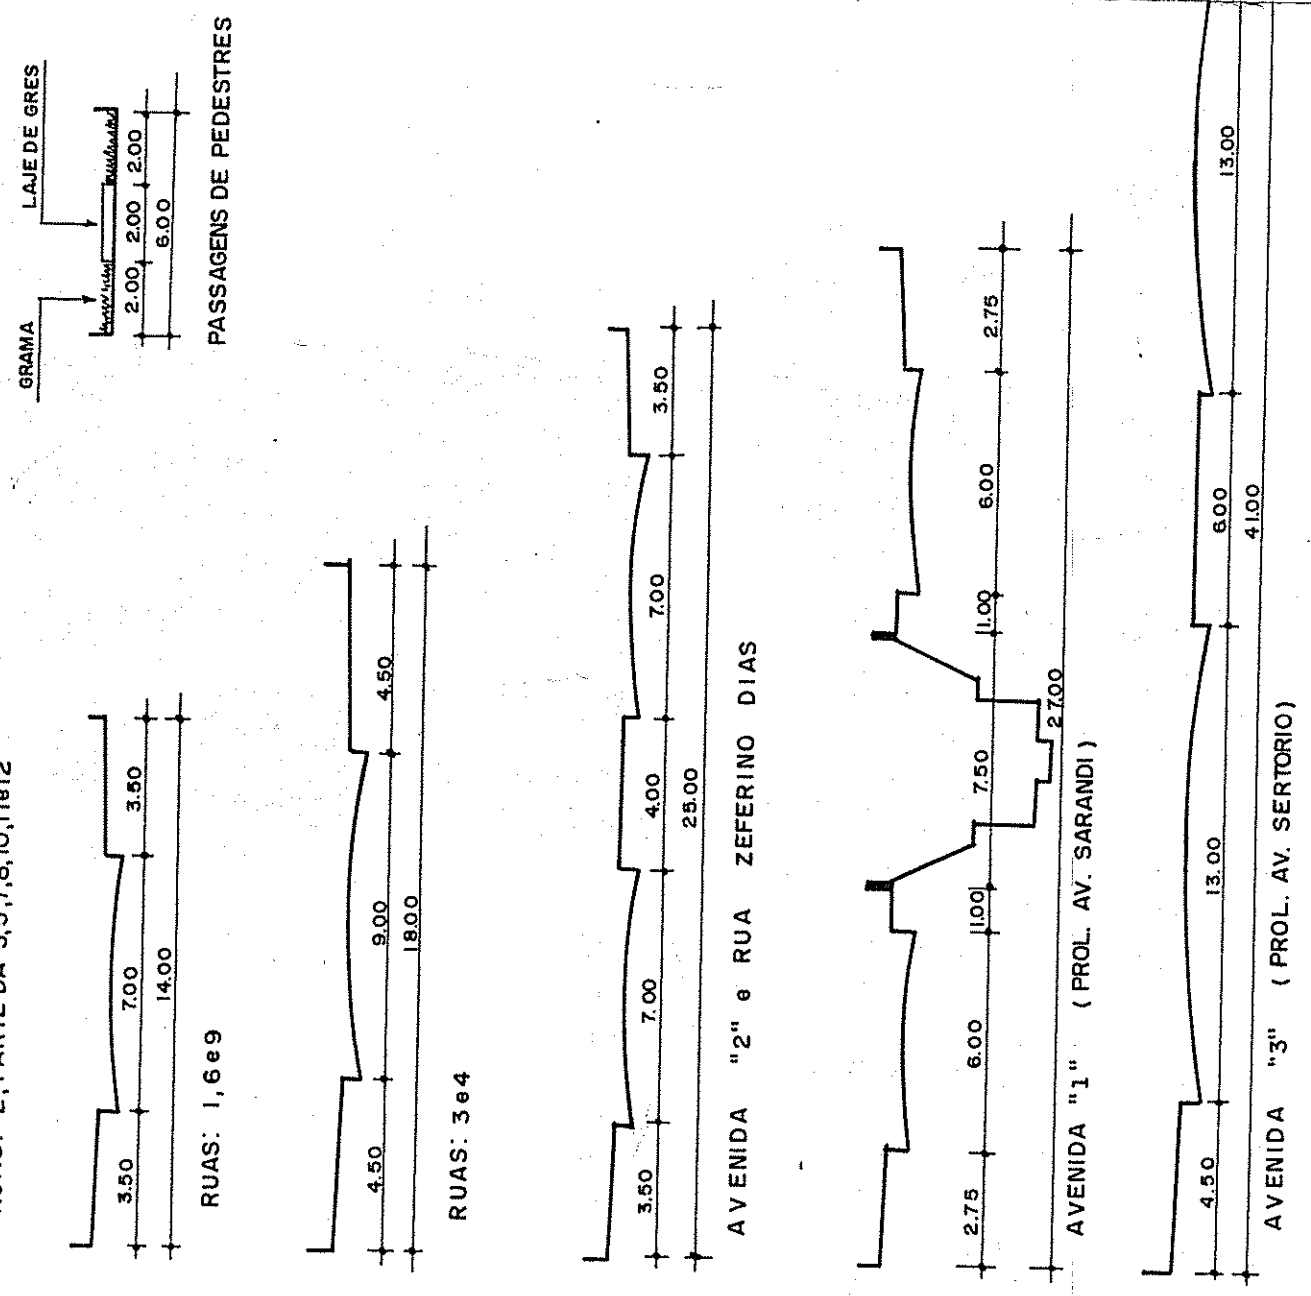 GRAMA
LAJE DE GRES
2.00 2.00 2.00
6.00
PASSAGENS DE PEDESTRES
3.50 7.00 3.50
14.00
RUAS: 1,6e9
4.50 9.00 4.50
18.00
RUAS: 3e4
3.50 7.00 4.00 7.00 3.50
25.00
AVENIDA "2" e RUA ZEFERINO DIAS
2.75 6.00 1.00 7.50 1.00 6.00 2.75
27.00
AVENIDA "1" (PROL. AV. SARANDI)
4.50 13.00 6.00 13.00
41.00
AVENIDA "3" (PROL. AV. SERTORIO)